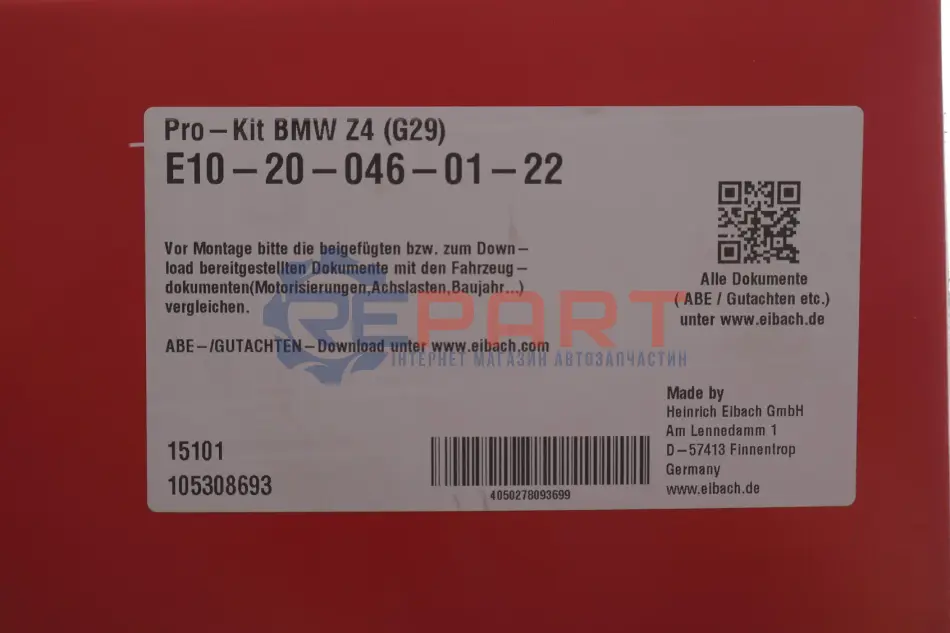 Pro-Kit BMW Z4 (G29)
E10-20-046-01-22
Vor Montage bitte die beigefügten bzw. zum Down-
load bereitgestellten Dokumente mit den Fahrzeug-
dokumenten(Motorisierungen,Achslasten,Baujahr...)
vergleichen.
ABE-/GUTACHTEN-Download unter www.eibach.com
Alle Dokumente
( ABE / Gutachten etc.)
unter www.eibach.de
REPART
ІНТЕРНЕТ МАГАЗИН АВТОЗАПЧАСТИН
Made by
Heinrich Eibach GmbH
Am Lennedamm 1
D-57413 Finnentrop
Germany
www.eibach.de
15101
105308693
4050278093699